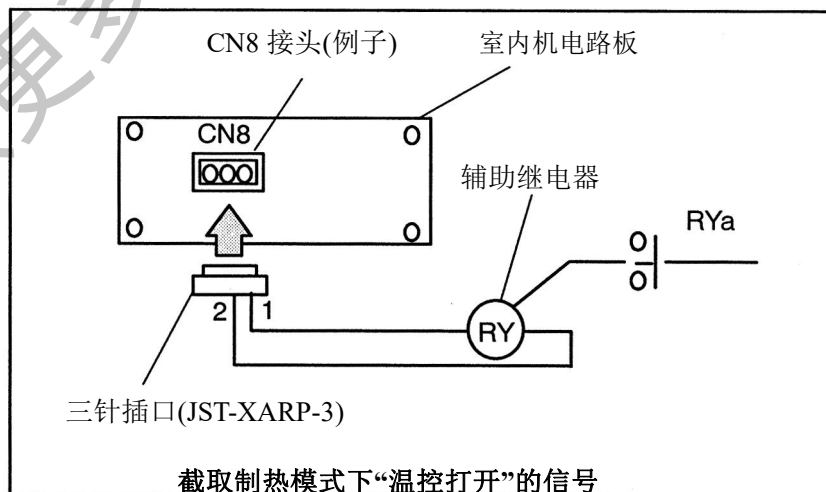 CN8 接头(例子)
室内机电路板
CN8
辅助继电器
RYa
2 1
RY
三针插口(JST-XARP-3)
截取制热模式下“温控打开”的信号